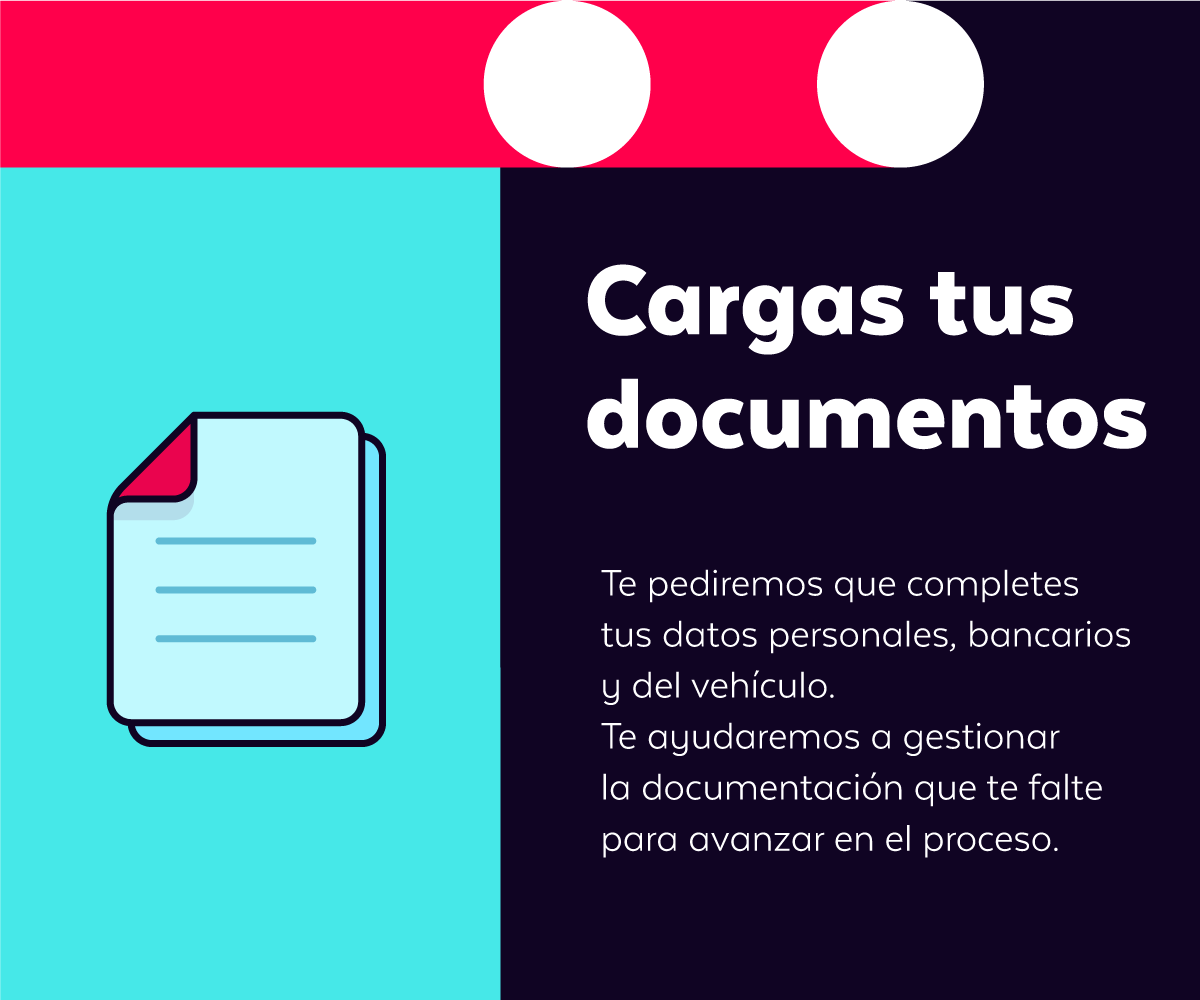 Cargas tus
documentos
Te pediremos que completes
tus datos personales, bancarios
y del vehículo.
Te ayudaremos a gestionar
la documentación que te falte
para avanzar en el proceso.